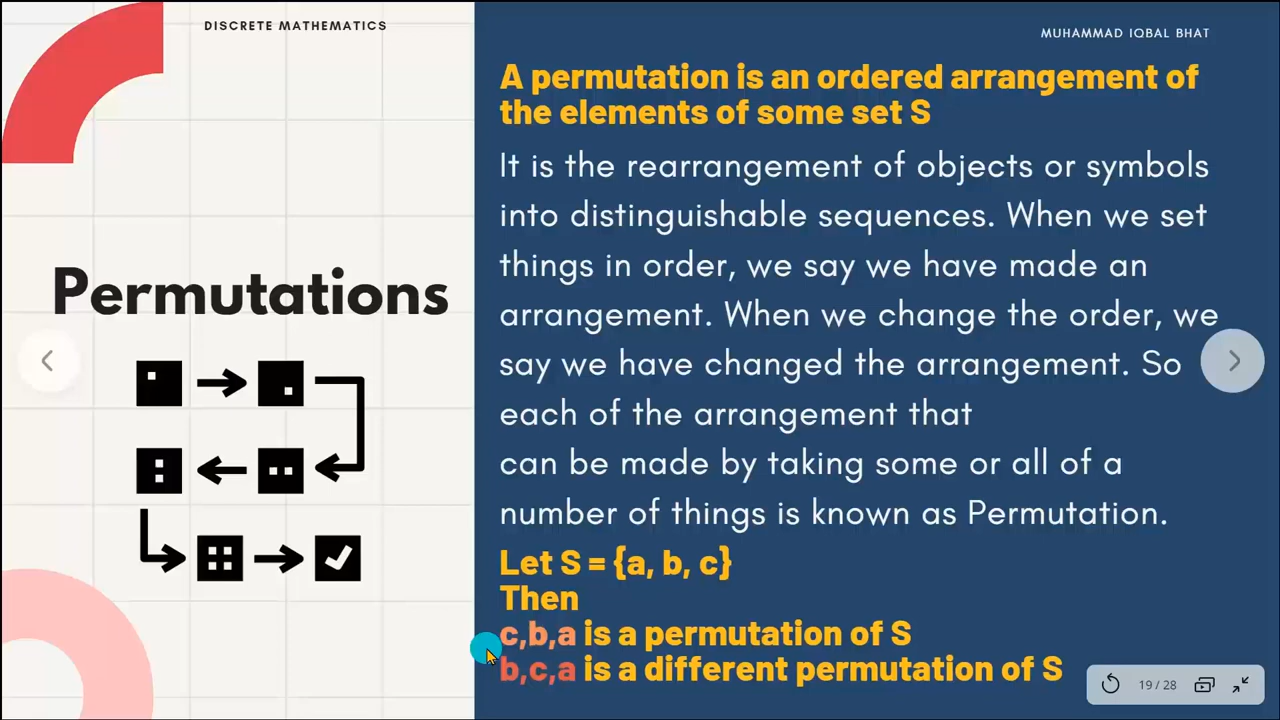 DISCRETE MATHEMATICS
MUHAMMAD IQBAL BHAT
A permutation is an ordered arrangement of
the elements of some set S
It is the rearrangement of objects or symbols
into distinguishable sequences. When we set
things in order, we say we have made an
arrangement. When we change the order, we
say we have changed the arrangement. So
each of the arrangement that
can be made by taking some or all of a
number of things is known as Permutation.
Permutations
Let S = {a, b, c}
Then
c,b,a is a permutation of S
b,c,a is a different permutation of S
19 / 28